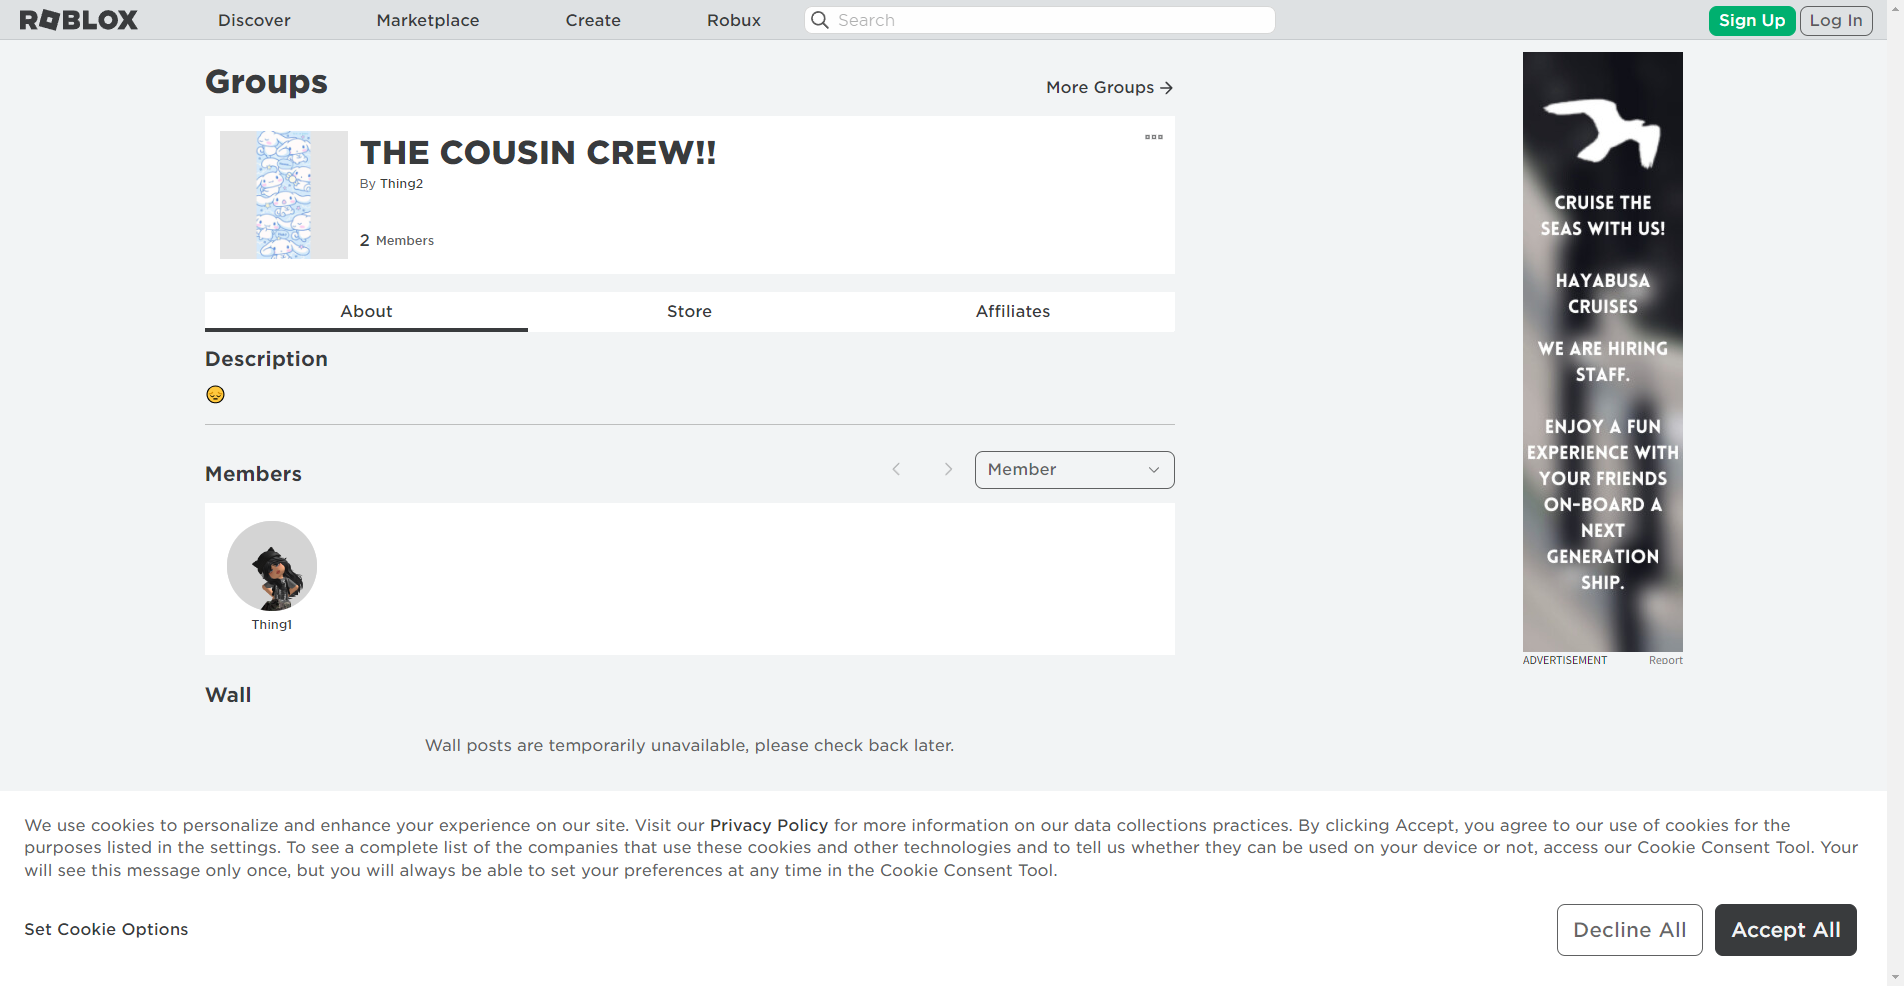 ROBLOX
Discover
Marketplace
Create
Robux
Search
Sign Up
Log In
Groups
More Groups
THE COUSIN CREW!!
By Thing2
2 Members
About
Store
Affiliates
Description
Members
Member
Thing1
Wall
Wall posts are temporarily unavailable, please check back later.
CRUISE THE
SEAS WITH US!
HAYABUSA
CRUISES
WE ARE HIRING
STAFF.
ENJOY A FUN
EXPERIENCE WITH
YOUR FRIENDS
ON-BOARD A
NEXT
GENERATION
SHIP.
ADVERTISEMENT
Report
We use cookies to personalize and enhance your experience on our site. Visit our Privacy Policy for more information on our data collections practices. By clicking Accept, you agree to our use of cookies for the
purposes listed in the settings. To see a complete list of the companies that use these cookies and other technologies and to tell us whether they can be used on your device or not, access our Cookie Consent Tool. Your
will see this message only once, but you will always be able to set your preferences at any time in the Cookie Consent Tool.
Set Cookie Options
Decline All
Accept All